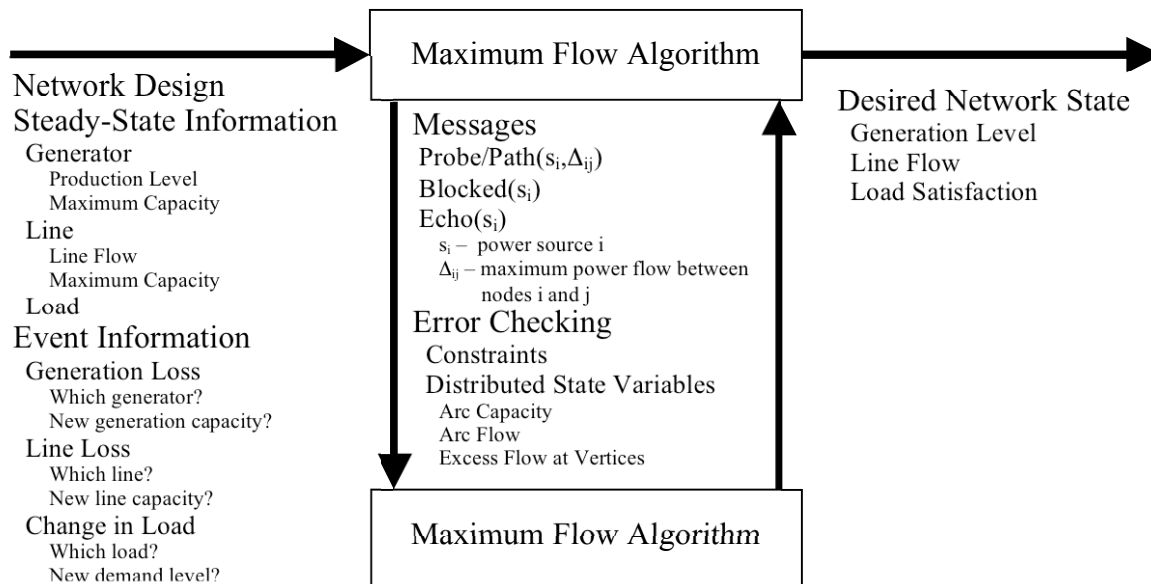 Maximum Flow Algorithm
Network Design
Steady-State Information
Generator
Production Level
Maximum Capacity
Line
Line Flow
Maximum Capacity
Load
Event Information
Generation Loss
Which generator?
New generation capacity?
Line Loss
Which line?
New line capacity?
Change in Load
Which load?
New demand level?
Messages
Probe/Path(sᵢ,Δᵢⱼ)
Blocked(sᵢ)
Echo(sᵢ)
sᵢ – power source i
Δᵢⱼ – maximum power flow between
nodes i and j
Error Checking
Constraints
Distributed State Variables
Arc Capacity
Arc Flow
Excess Flow at Vertices
Maximum Flow Algorithm
Desired Network State
Generation Level
Line Flow
Load Satisfaction